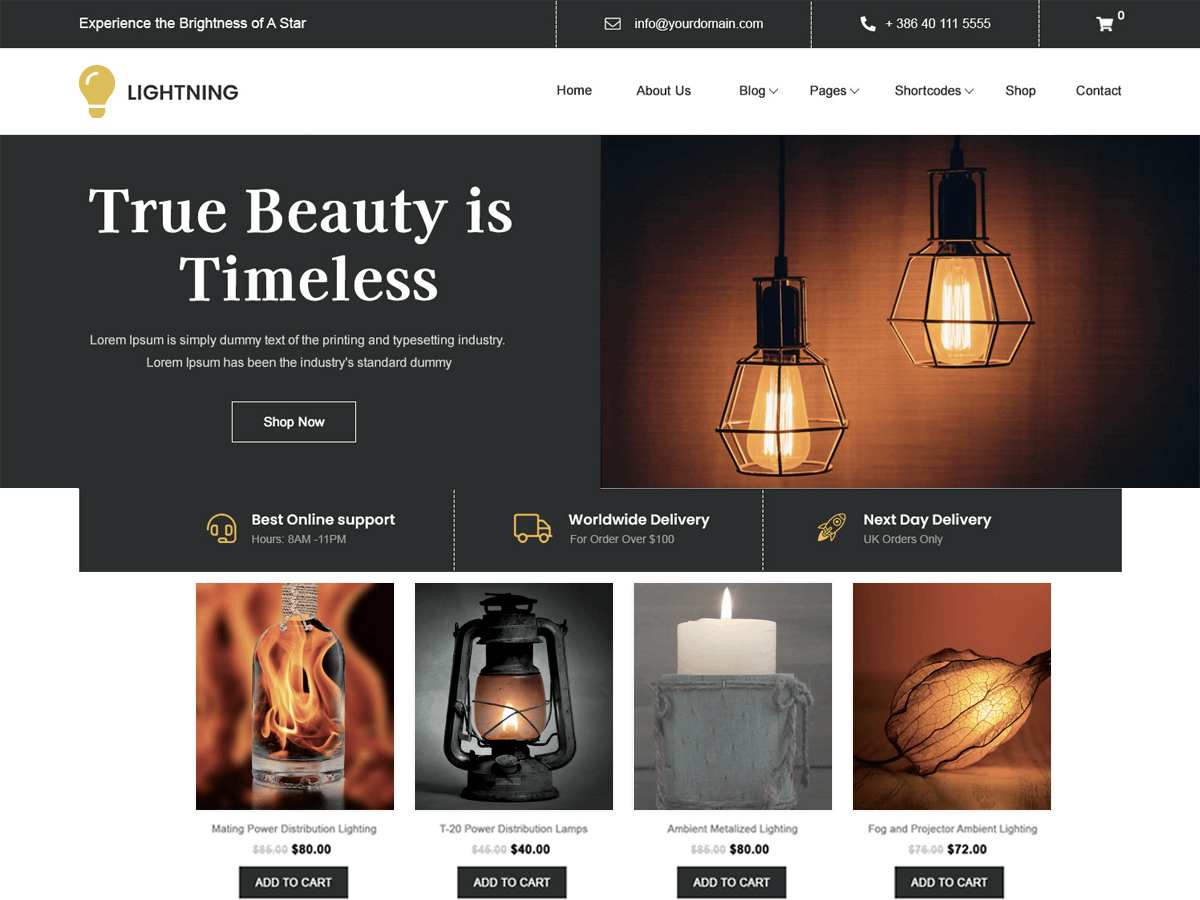 Experience the Brightness of A Star
info@yourdomain.com
+ 386 40 111 5555
0
LIGHTNING
Home
About Us
Blog
Pages
Shortcodes
Shop
Contact
True Beauty is
Timeless
Lorem Ipsum is simply dummy text of the printing and typesetting industry.
Lorem Ipsum has been the industry's standard dummy
Shop Now
Best Online support
Hours: 8AM -11PM
Worldwide Delivery
For Order Over $100
Next Day Delivery
UK Orders Only
Mating Power Distribution Lighting
$85.00 $80.00
ADD TO CART
T-20 Power Distribution Lamps
$45.00 $40.00
ADD TO CART
Ambient Metalized Lighting
$85.00 $80.00
ADD TO CART
Fog and Projector Ambient Lighting
$76.00 $72.00
ADD TO CART